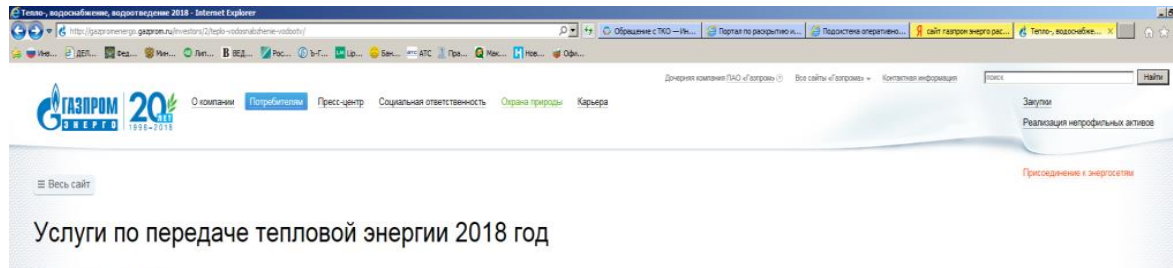 Тепло-, водоснабжение, водоотведение 2018 - Internet Explorer
http://gazpromenergo.gazprom.ru/investors/2/teplo-vodosnabzhenie-vodootv/
Обращение с ТКО — Ин... Портал по раскрытию и... Подсистема оперативно... сайт газпром энерго рас... Тепло-, водоснабже...
Дочерняя компания ПАО «Газпром» Все сайты «Газпрома» Контактная информация поиск Найти
ГАЗПРОМ ЭНЕРГО 20 ЛЕТ 1998–2018
О компании Потребителям Пресс-центр Социальная ответственность Охрана природы Карьера
Закупки
Реализация непрофильных активов
Присоединение к энергосетям
Весь сайт
Услуги по передаче тепловой энергии 2018 год